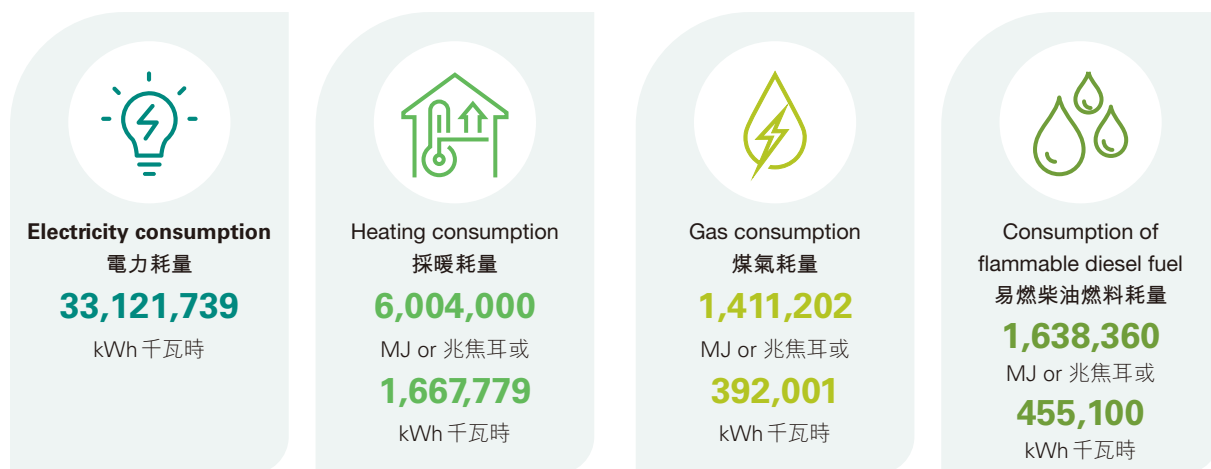 Electricity consumption
電力耗量
33,121,739
kWh 千瓦時
Heating consumption
採暖耗量
6,004,000
MJ or 兆焦耳或
1,667,779
kWh 千瓦時
Gas consumption
煤氣耗量
1,411,202
MJ or 兆焦耳或
392,001
kWh 千瓦時
Consumption of
flammable diesel fuel
易燃柴油燃料耗量
1,638,360
MJ or 兆焦耳或
455,100
kWh 千瓦時